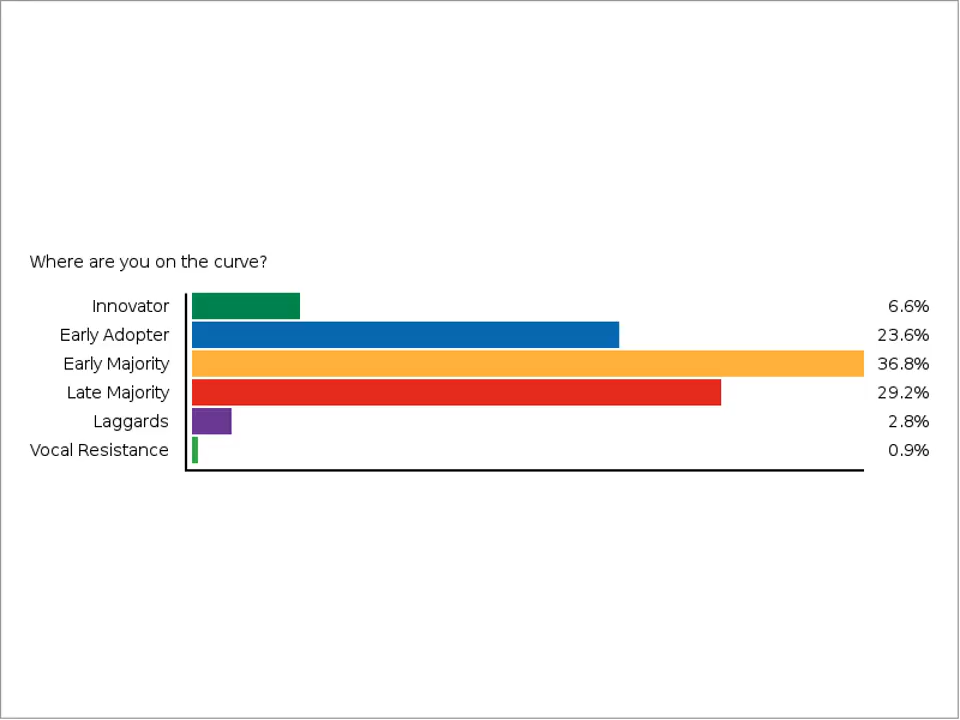 Where are you on the curve?
Innovator 6.6%
Early Adopter 23.6%
Early Majority 36.8%
Late Majority 29.2%
Laggards 2.8%
Vocal Resistance 0.9%